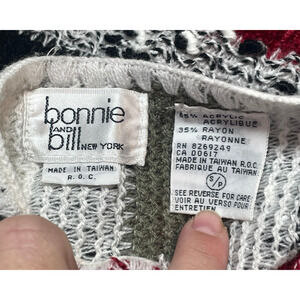 bonnie
AND
bill NEW YORK
MADE IN TAIWAN
R.O.C.
65% ACRYLIC
ACRYLIQUE
35% RAYON
RAYONNE
RN 8269249
CA 00617
MADE IN TAIWAN R.O.C.
FABRIQUE AU TAIWAN
S/P
SEE REVERSE FOR CARE
VOIR AU VERSO POUR
ENTRETIEN